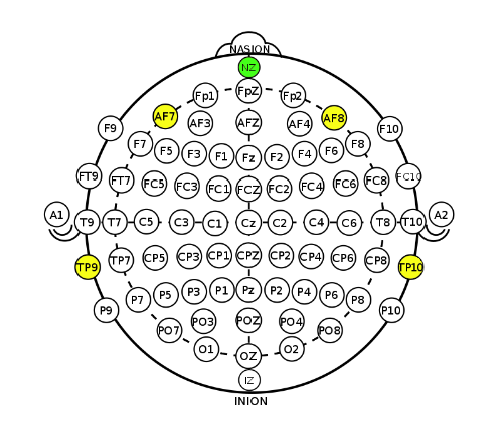 NASION
NZ
Fp1 FpZ Fp2
AF7 AF3 AFZ AF4 AF8
F9 F10
F7 F5 F3 F1 Fz F2 F4 F6 F8
FT9 FT7 FC5 FC3 FC1 FCZ FC2 FC4 FC6 FC8 FC10
A1 T9 T7 C5 C3 C1 Cz C2 C4 C6 T8 T10 A2
TP9 TP7 CP5 CP3 CP1 CPZ CP2 CP4 CP6 CP8 TP10
P9 P7 P5 P3 P1 Pz P2 P4 P6 P8 P10
PO7 PO3 POZ PO4 PO8
O1 OZ O2
IZ
INION